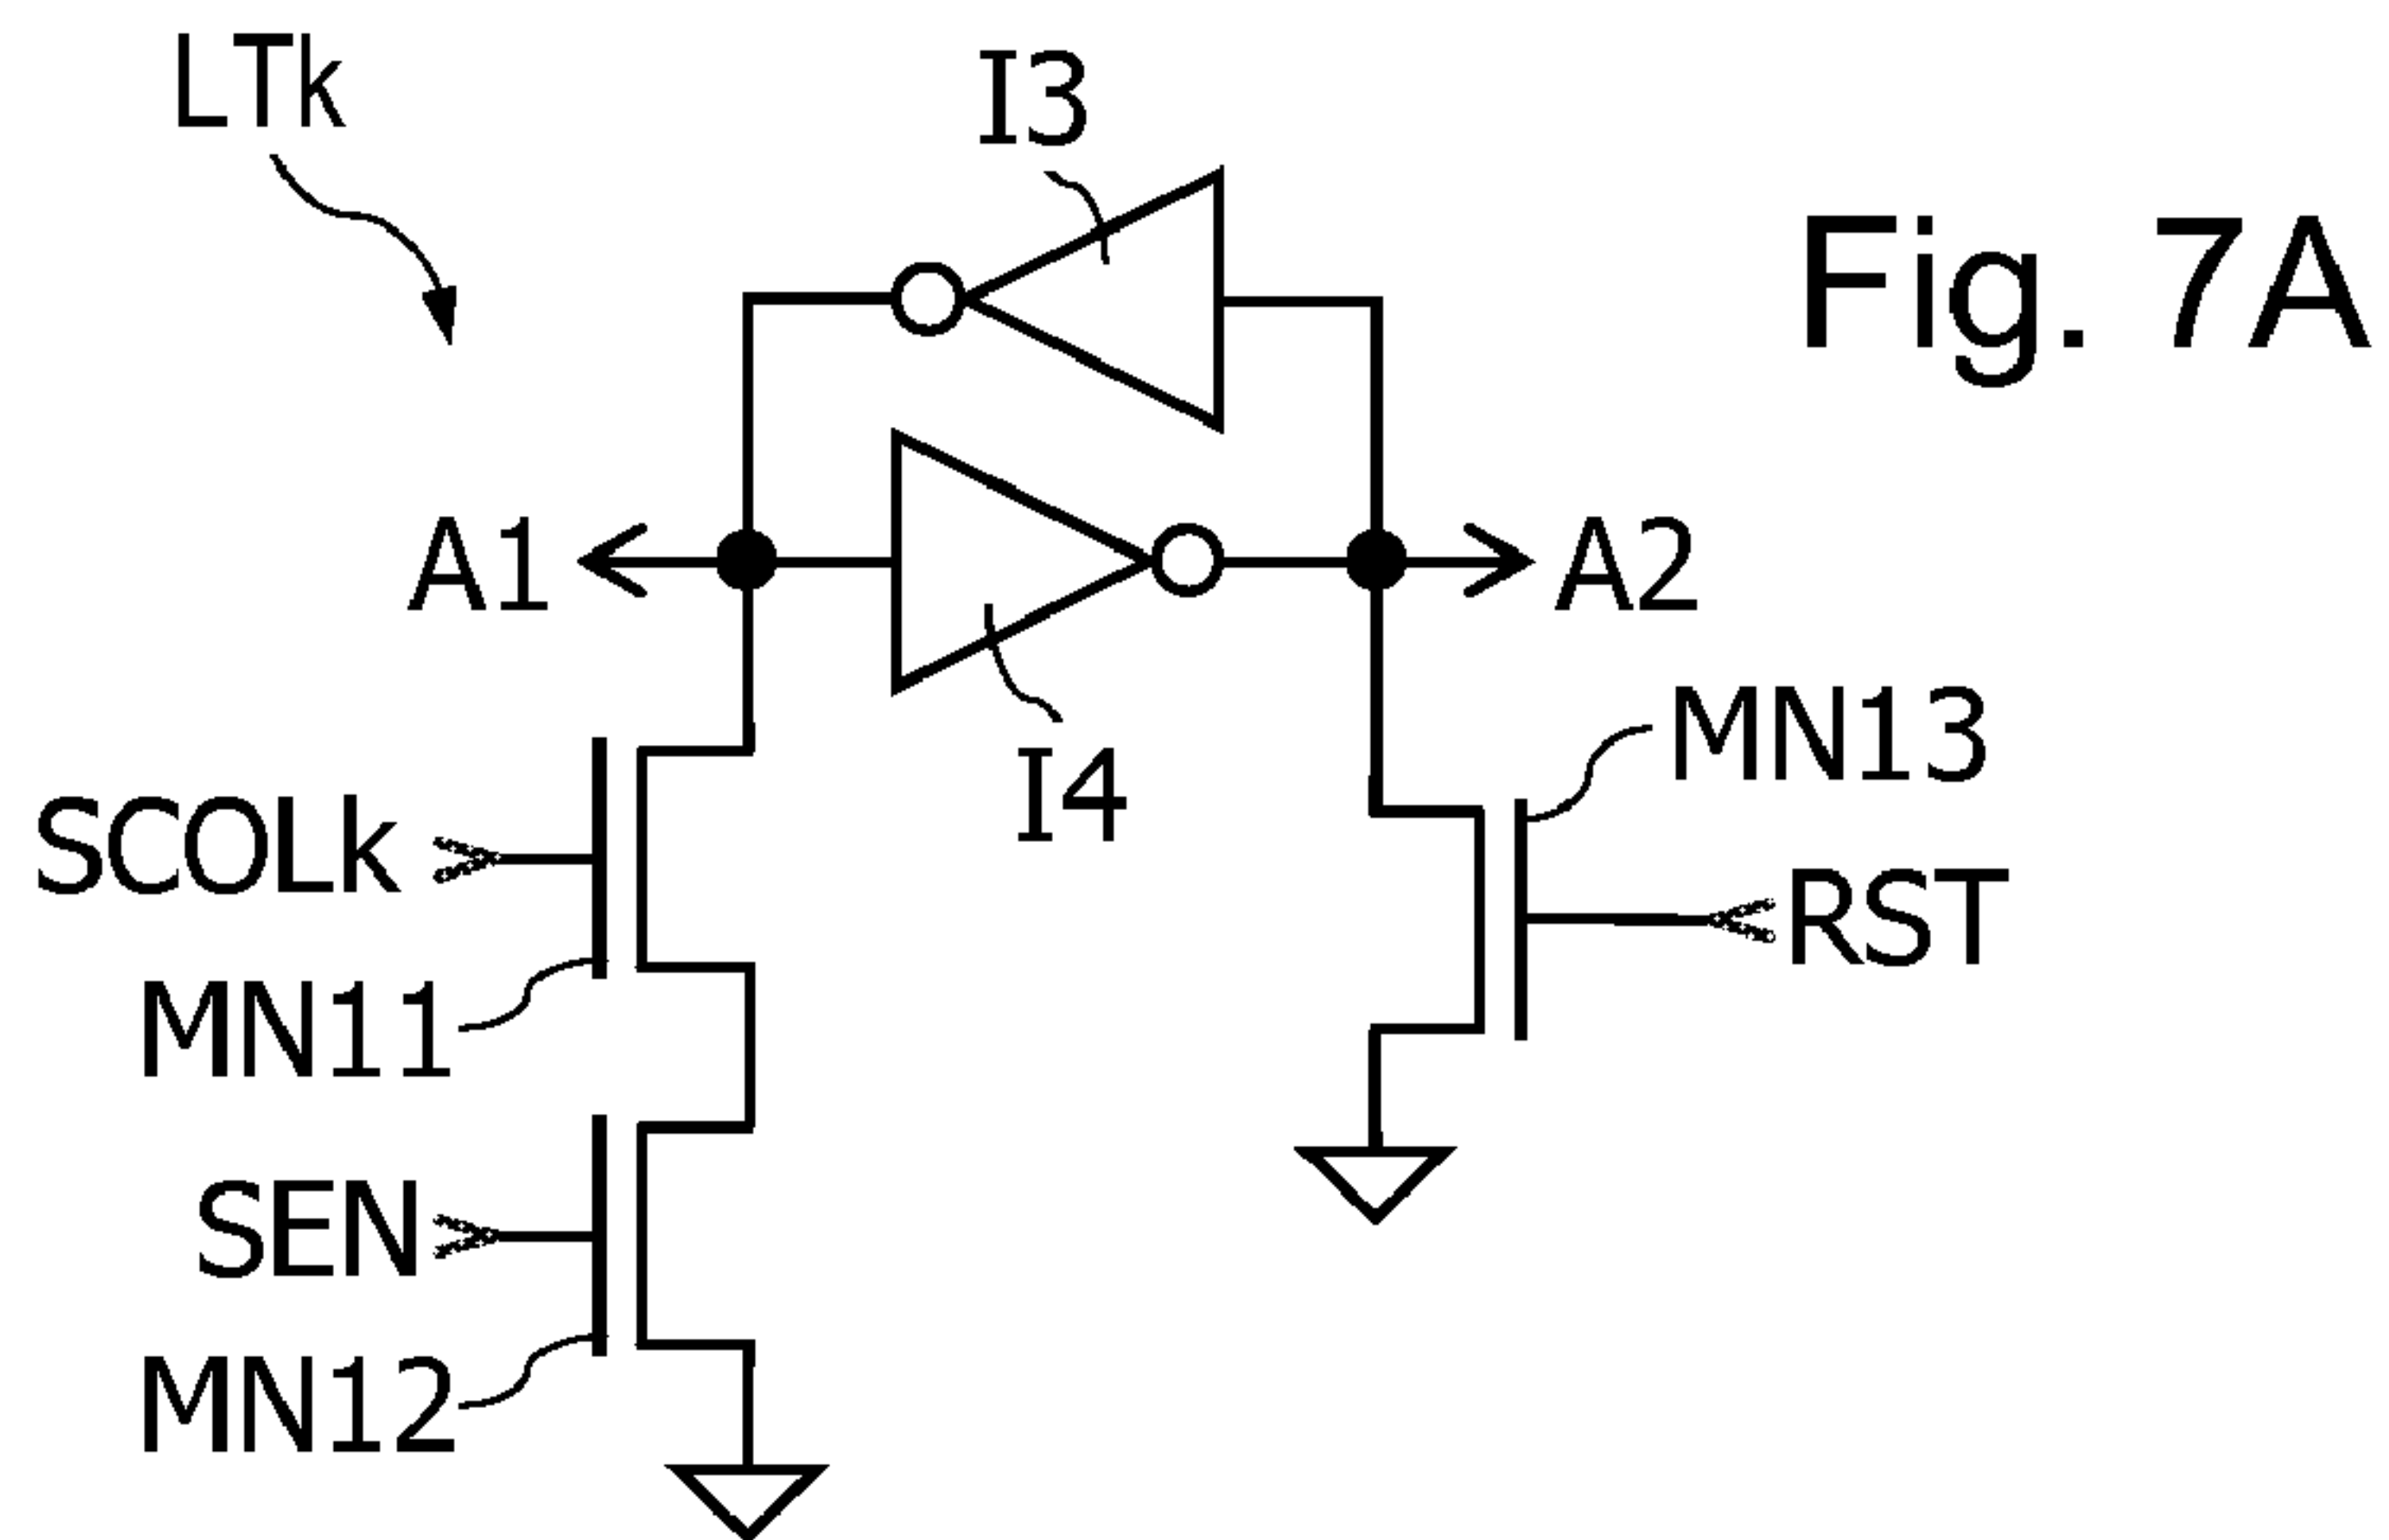 LTk
I3
Fig. 7A
A1
A2
I4
MN13
SCOLk
RST
MN11
SEN
MN12